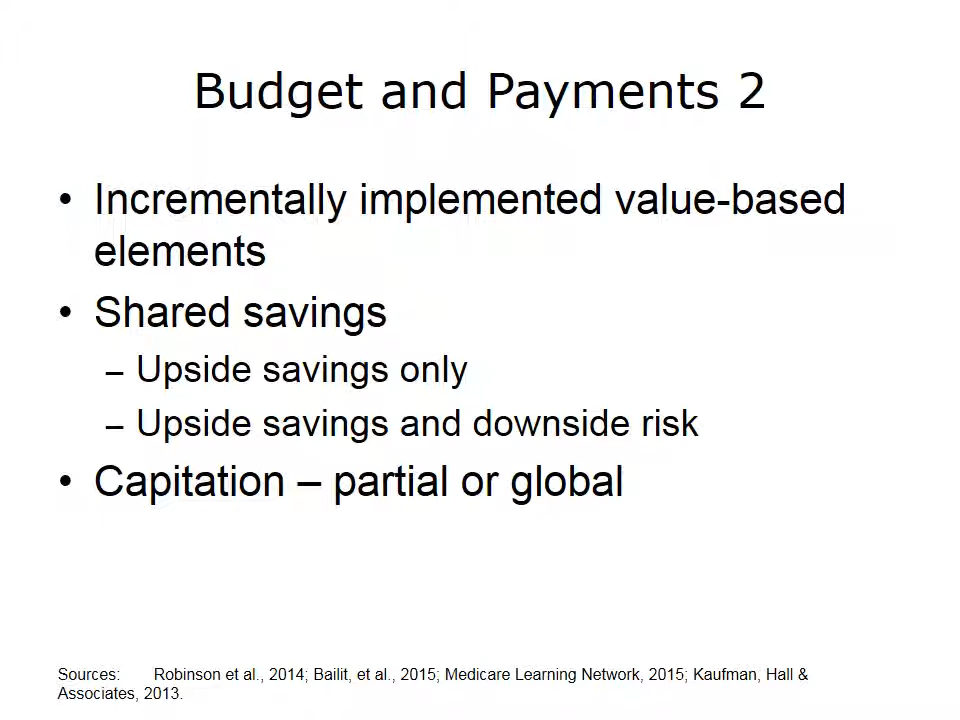 Budget and Payments 2
• Incrementally implemented value-based
elements
• Shared savings
– Upside savings only
– Upside savings and downside risk
• Capitation – partial or global
Sources: Robinson et al., 2014; Bailit, et al., 2015; Medicare Learning Network, 2015; Kaufman, Hall &
Associates, 2013.